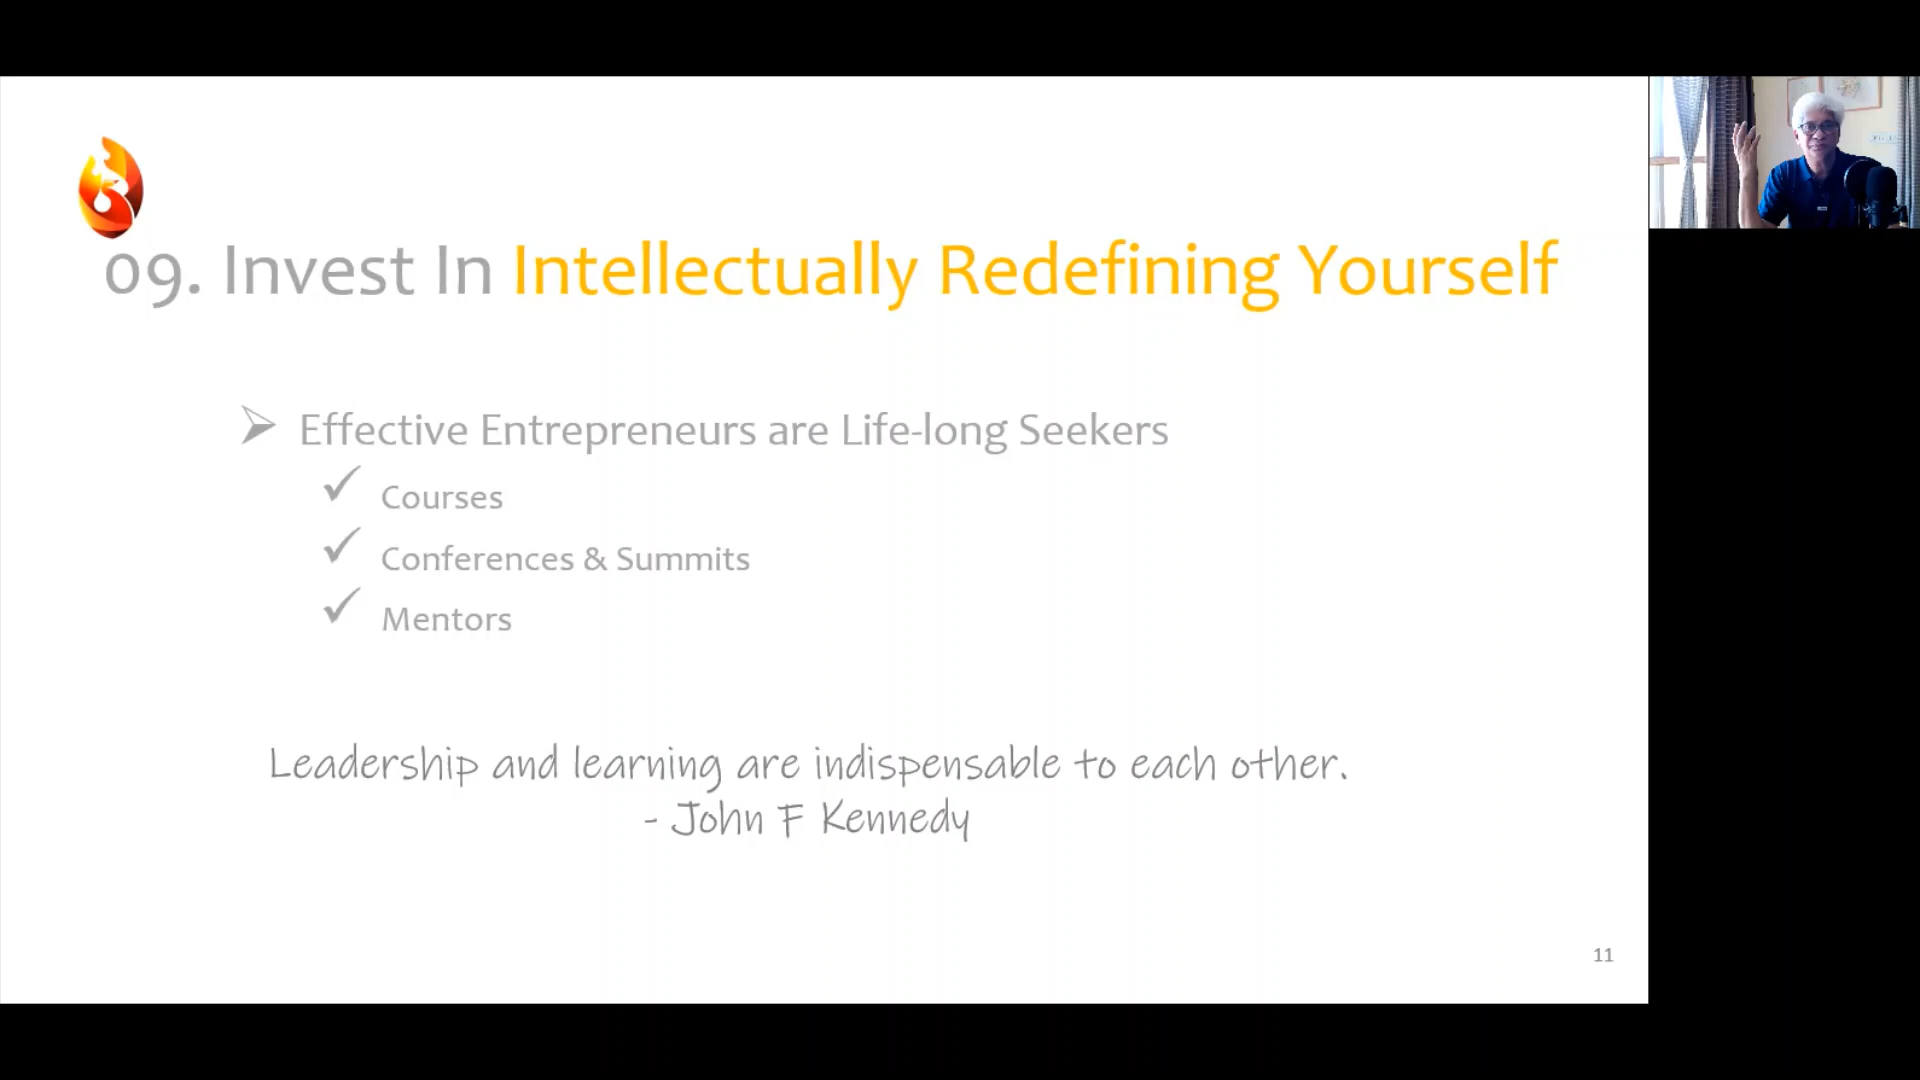 09. Invest In Intellectually Redefining Yourself
Effective Entrepreneurs are Life-long Seekers
Courses
Conferences & Summits
Mentors
Leadership and learning are indispensable to each other.
- John F Kennedy
11